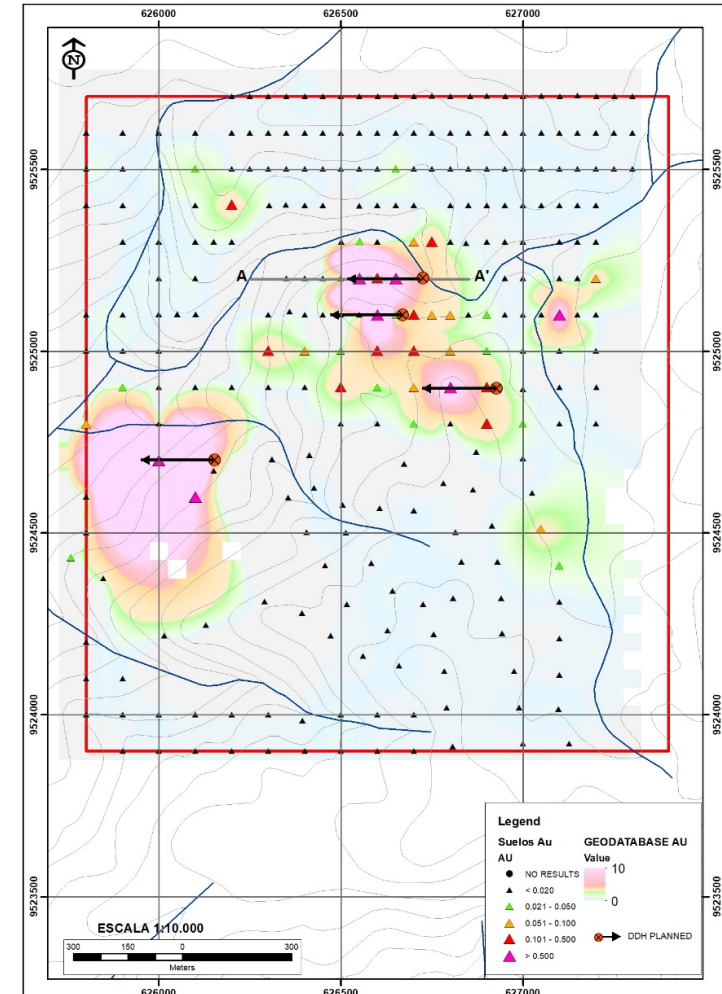 626000 626500 627000
N
9525500 9525500
A A'
9525000 9525000
9524500 9524500
9524000 9524000
9523500 9523500
Legend
Suelos Au GEODATABASE AU
AU Value
NO RESULTS 10
< 0.020
0.021 - 0.050 0
0.051 - 0.100
0.101 - 0.500 DDH PLANNED
> 0.500
ESCALA 1:10.000
300 150 0 300
Meters
626000 626500 627000